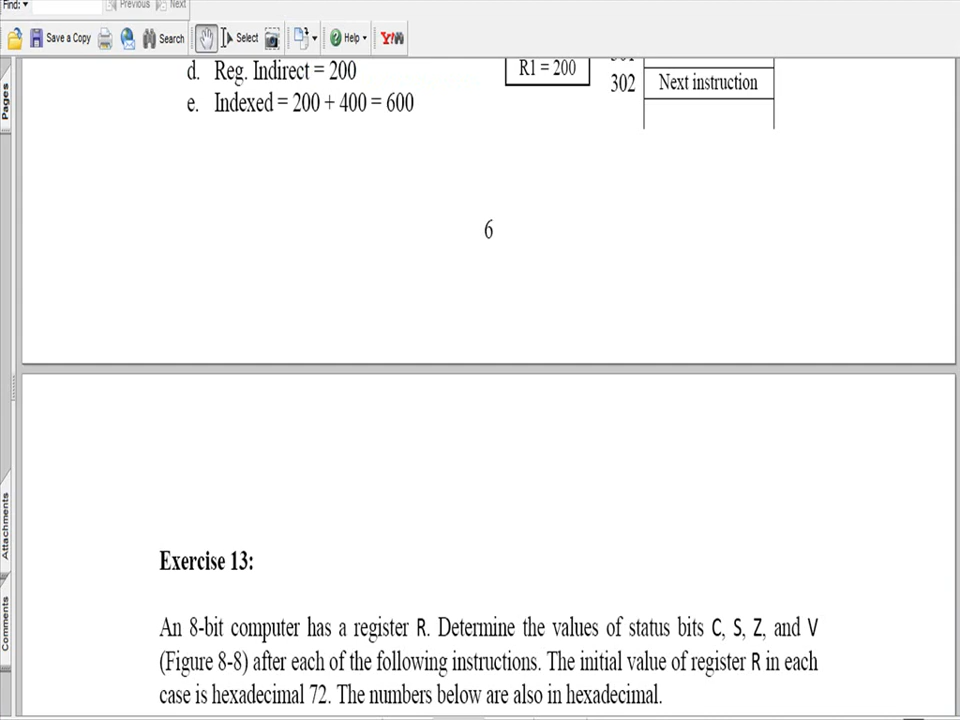 Find: Previous Next
Save a Copy Search Select Help Y!
Pages
d. Reg. Indirect = 200
e. Indexed = 200 + 400 = 600
R1 = 200
302 Next instruction
6
Attachments
Comments
Exercise 13:
An 8-bit computer has a register R. Determine the values of status bits C, S, Z, and V
(Figure 8-8) after each of the following instructions. The initial value of register R in each
case is hexadecimal 72. The numbers below are also in hexadecimal.